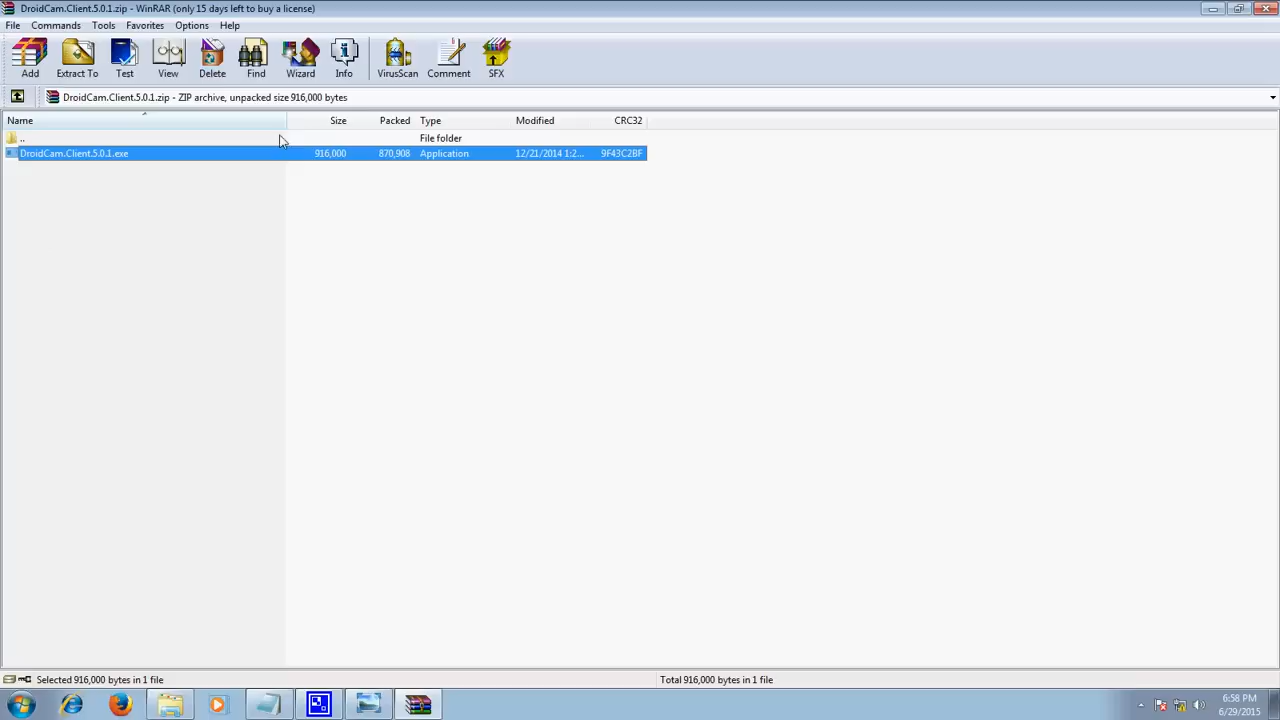 DroidCam.Client.5.0.1.zip - WinRAR (only 15 days left to buy a license)
File Commands Tools Favorites Options Help
Add Extract To Test View Delete Find Wizard Info VirusScan Comment SFX
DroidCam.Client.5.0.1.zip - ZIP archive, unpacked size 916,000 bytes
Name Size Packed Type Modified CRC32
.. File folder
DroidCam.Client.5.0.1.exe 916,000 870,908 Application 12/21/2014 1:2... 9F43C2BF
Selected 916,000 bytes in 1 file Total 916,000 bytes in 1 file
6:58 PM
6/29/2015